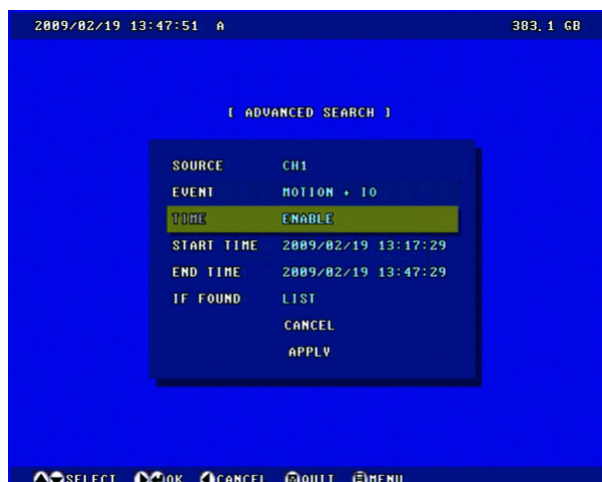 2009/02/19 13:47:51 A 383.1 GB
[ ADVANCED SEARCH ]
SOURCE CH1
EVENT MOTION + IO
TIME ENABLE
START TIME 2009/02/19 13:17:29
END TIME 2009/02/19 13:47:29
IF FOUND LIST
CANCEL
APPLY
SELECT OK CANCEL QUIT MENU